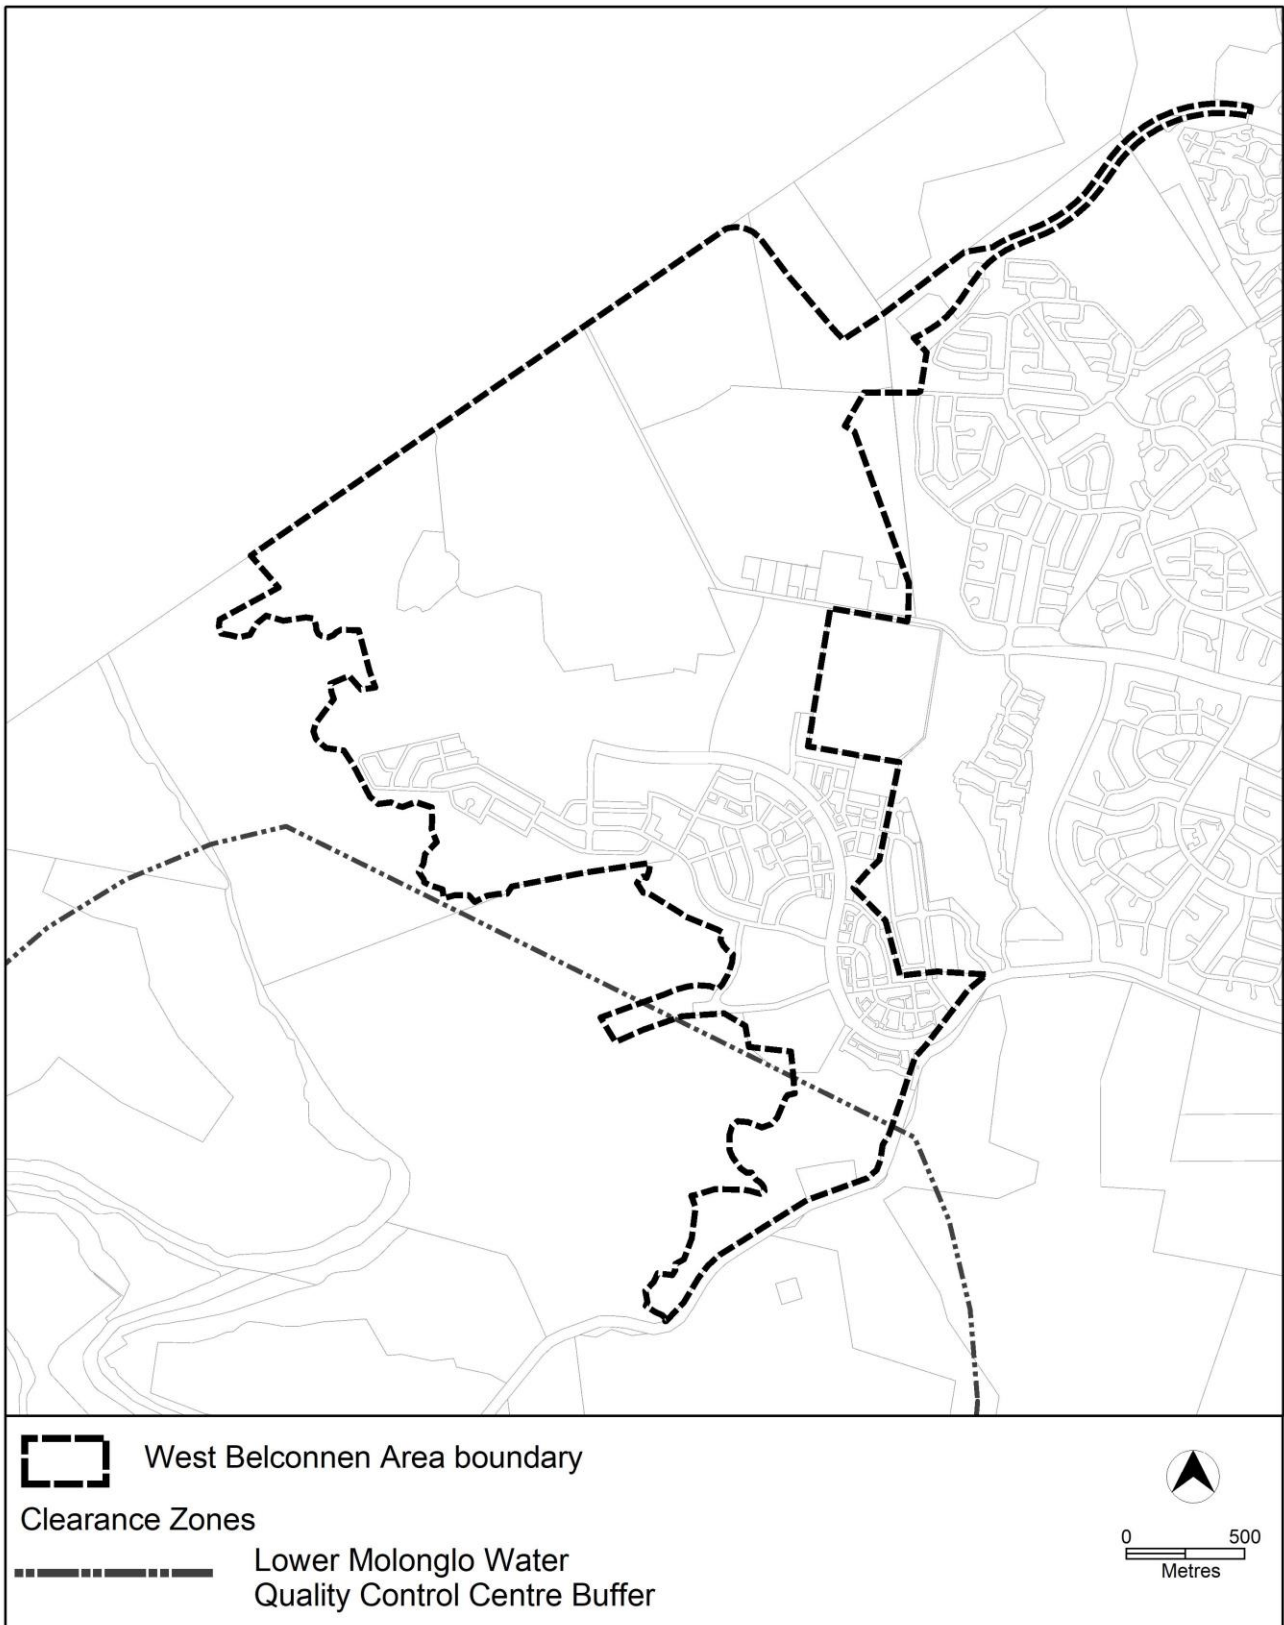 West Belconnen Area boundary
Clearance Zones
Lower Molonglo Water
Quality Control Centre Buffer
0 500
Metres